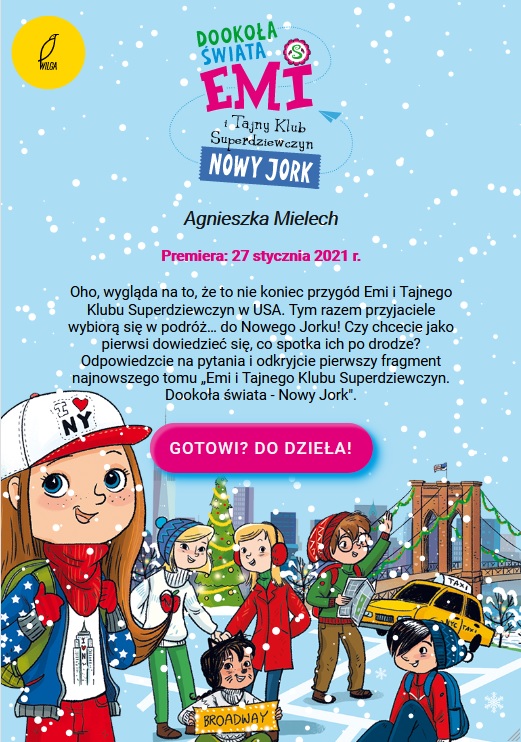 WILGA
DOOKOŁA
ŚWIATA
S
EMI
i Tajny Klub
Superdziewczyn
NOWY JORK
Agnieszka Mielech
Premiera: 27 stycznia 2021 r.
Oho, wygląda na to, że to nie koniec przygód Emi i Tajnego
Klubu Superdziewczyn w USA. Tym razem przyjaciele
wybiorą się w podróż... do Nowego Jorku! Czy chcecie jako
pierwsi dowiedzieć się, co spotka ich po drodze?
Odpowiedzcie na pytania i odkryjcie pierwszy fragment
najnowszego tomu „Emi i Tajnego Klubu Superdziewczyn.
Dookoła świata - Nowy Jork".
GOTOWI? DO DZIEŁA!
I
NY
TAXI
NYC TAXI
BROADWAY